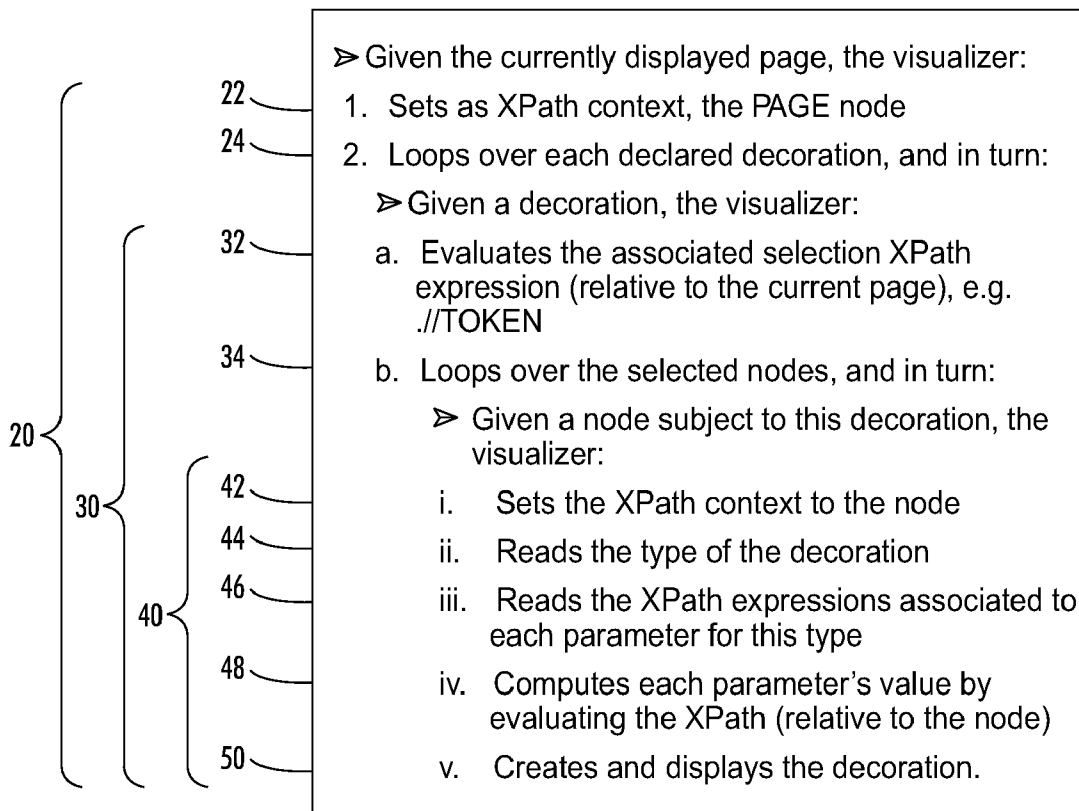 ➢ Given the currently displayed page, the visualizer:
22
1. Sets as XPath context, the PAGE node
24
2. Loops over each declared decoration, and in turn:
➢ Given a decoration, the visualizer:
32
a. Evaluates the associated selection XPath
expression (relative to the current page), e.g.
.//TOKEN
34
b. Loops over the selected nodes, and in turn:
➢ Given a node subject to this decoration, the
visualizer:
20
30
40
42
i. Sets the XPath context to the node
44
ii. Reads the type of the decoration
46
iii. Reads the XPath expressions associated to
each parameter for this type
48
iv. Computes each parameter's value by
evaluating the XPath (relative to the node)
50
v. Creates and displays the decoration.